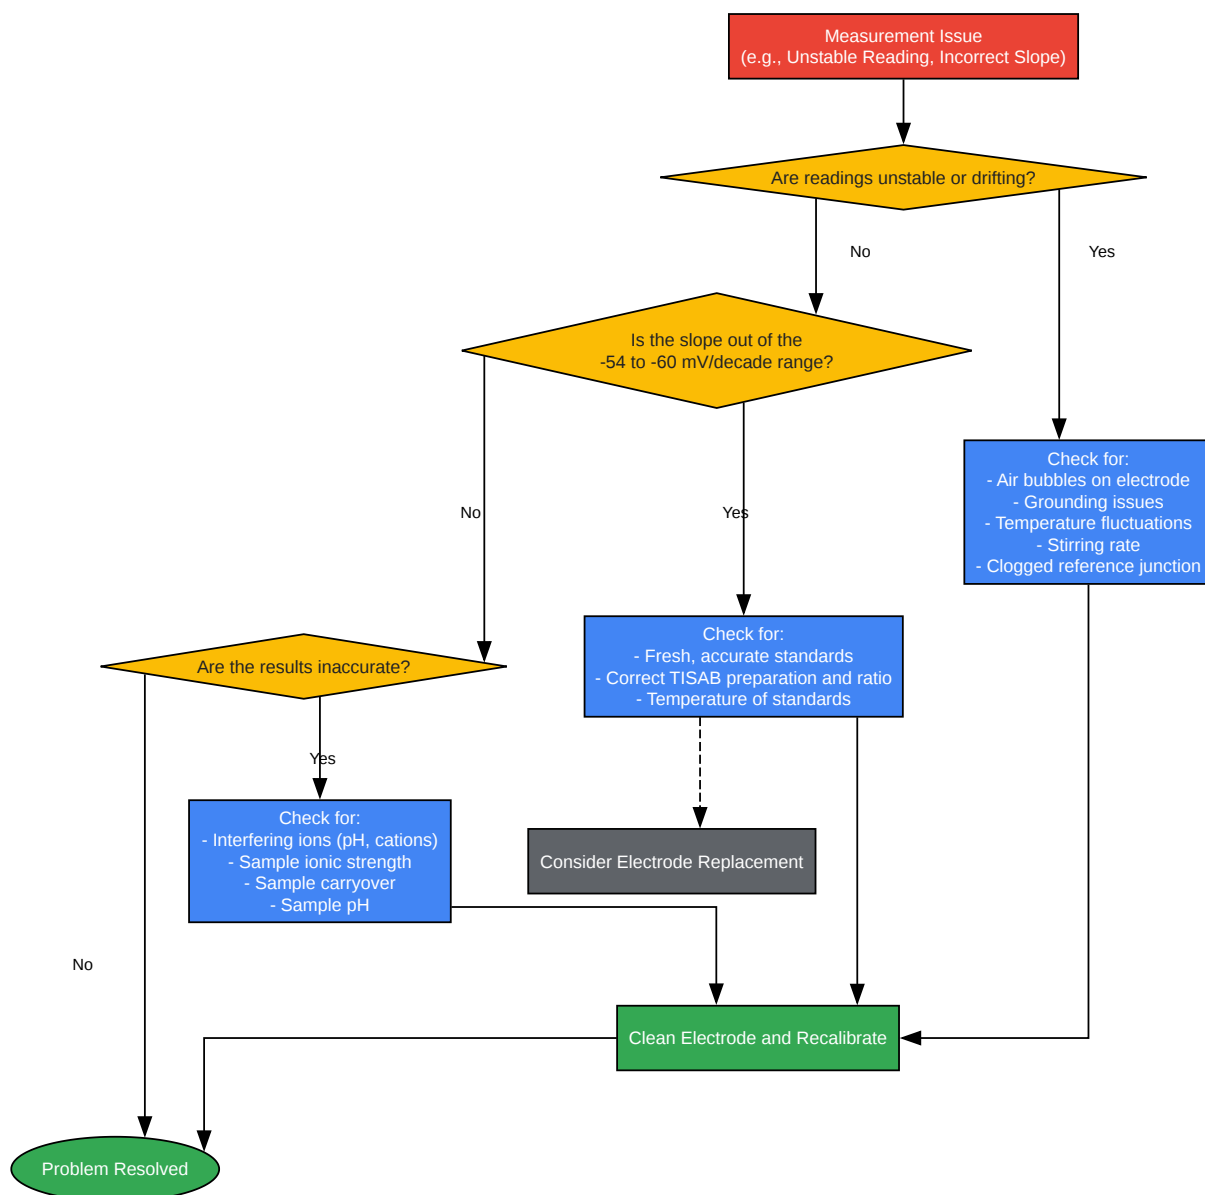 Measurement Issue
(e.g., Unstable Reading, Incorrect Slope)
Are readings unstable or drifting?
No
Yes
Is the slope out of the
-54 to -60 mV/decade range?
No
Yes
Check for:
- Air bubbles on electrode
- Grounding issues
- Temperature fluctuations
- Stirring rate
- Clogged reference junction
Are the results inaccurate?
Check for:
- Fresh, accurate standards
- Correct TISAB preparation and ratio
- Temperature of standards
Yes
Check for:
- Interfering ions (pH, cations)
- Sample ionic strength
- Sample carryover
- Sample pH
Consider Electrode Replacement
No
Clean Electrode and Recalibrate
Problem Resolved